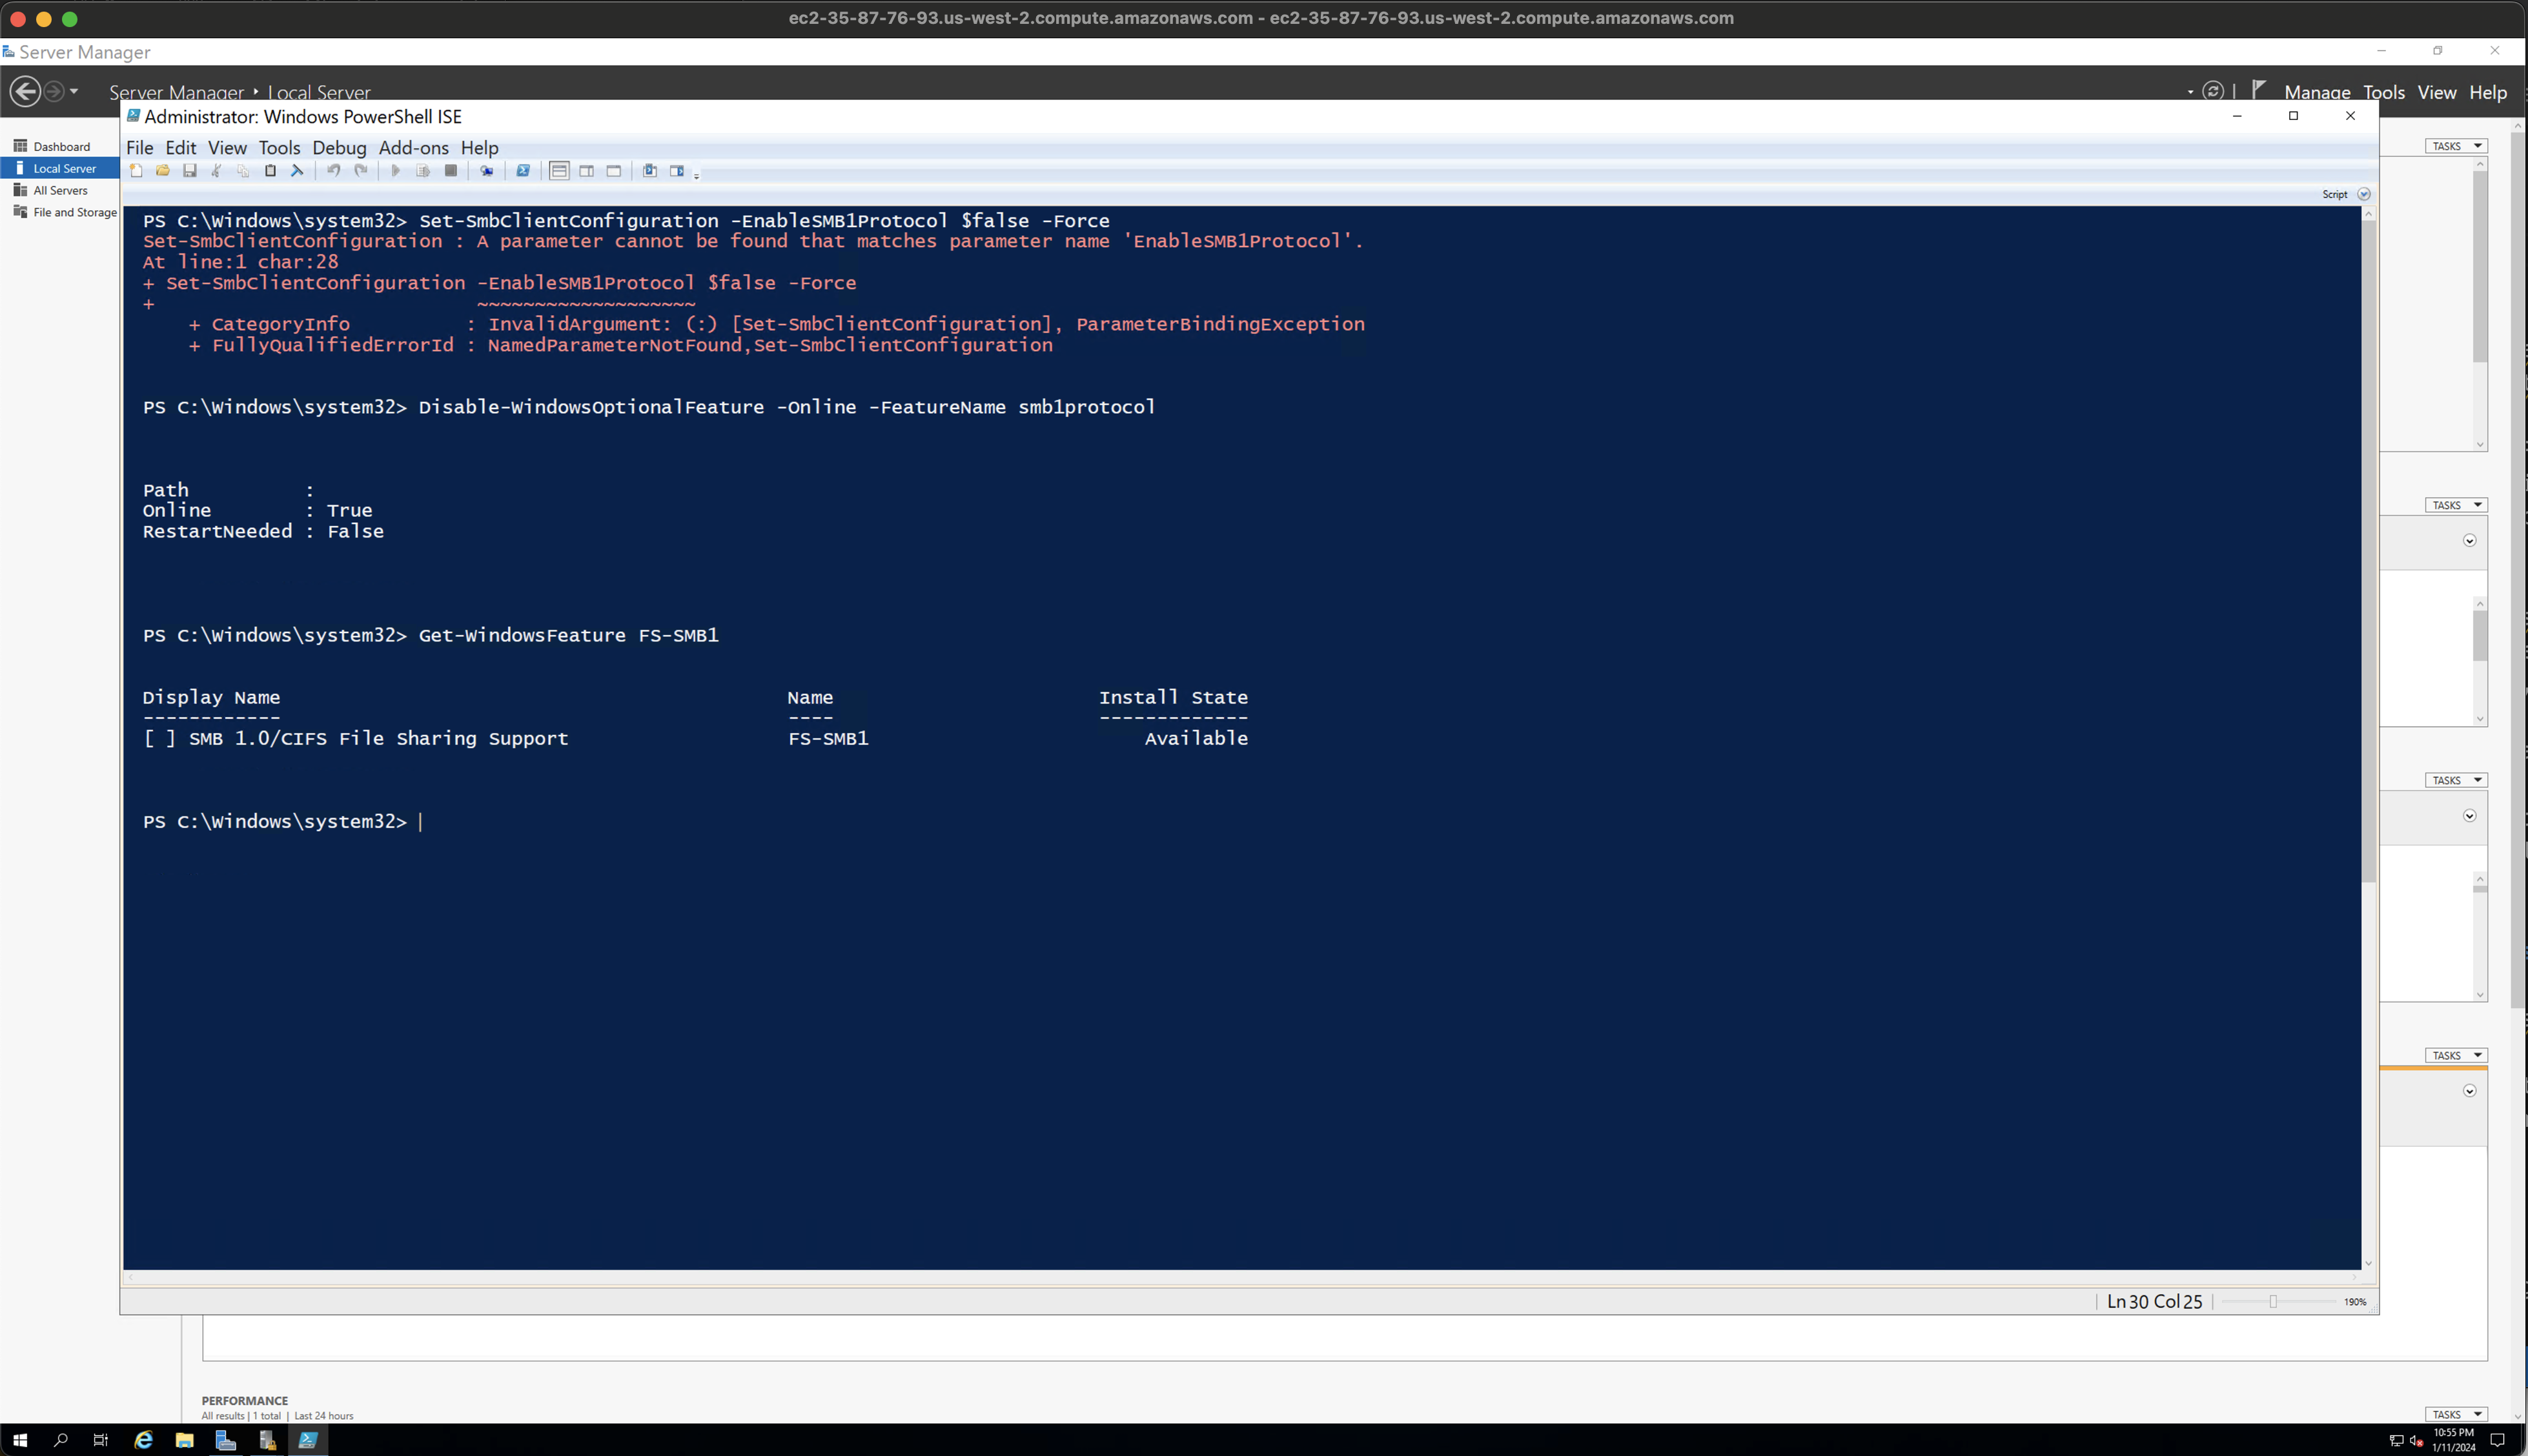 ec2-35-87-76-93.us-west-2.compute.amazonaws.com - ec2-35-87-76-93.us-west-2.compute.amazonaws.com
Server Manager
Server Manager ‣ Local Server
Manage Tools View Help
Administrator: Windows PowerShell ISE
File Edit View Tools Debug Add-ons Help
Dashboard
Local Server
All Servers
File and Storage
TASKS
Script
PS C:\Windows\system32> Set-SmbClientConfiguration -EnableSMB1Protocol $false -Force
Set-SmbClientConfiguration : A parameter cannot be found that matches parameter name 'EnableSMB1Protocol'.
At line:1 char:28
+ Set-SmbClientConfiguration -EnableSMB1Protocol $false -Force
+                            ~~~~~~~~~~~~~~~~~~~
    + CategoryInfo          : InvalidArgument: (:) [Set-SmbClientConfiguration], ParameterBindingException
    + FullyQualifiedErrorId : NamedParameterNotFound,Set-SmbClientConfiguration
PS C:\Windows\system32> Disable-WindowsOptionalFeature -Online -FeatureName smb1protocol
Path          :
Online        : True
RestartNeeded : False
TASKS
PS C:\Windows\system32> Get-WindowsFeature FS-SMB1
Display Name                                            Name                       Install State
------------                                            ----                       -------------
[ ] SMB 1.0/CIFS File Sharing Support                   FS-SMB1                        Available
TASKS
PS C:\Windows\system32>
TASKS
Ln 30 Col 25
190%
PERFORMANCE
All results | 1 total | Last 24 hours
TASKS
10:55 PM
1/11/2024